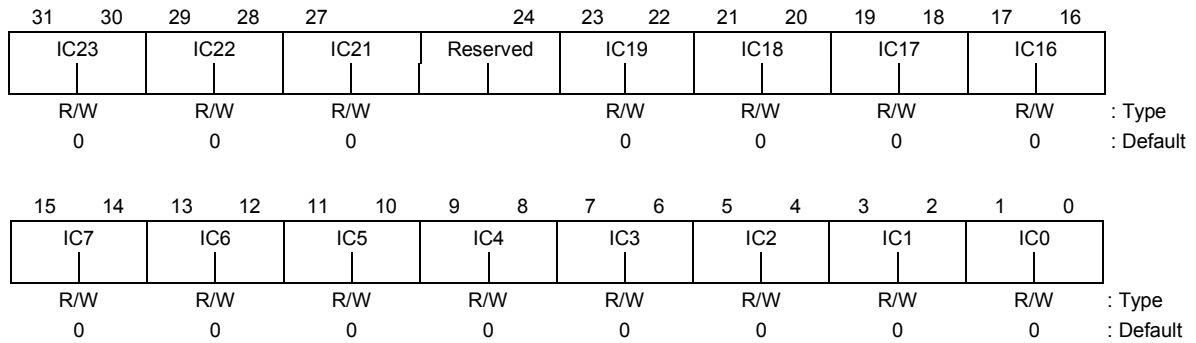 31 30 29 28 27 24 23 22 21 20 19 18 17 16
IC23 IC22 IC21 Reserved IC19 IC18 IC17 IC16
R/W R/W R/W R/W R/W R/W R/W : Type
0 0 0 0 0 0 0 : Default
15 14 13 12 11 10 9 8 7 6 5 4 3 2 1 0
IC7 IC6 IC5 IC4 IC3 IC2 IC1 IC0
R/W R/W R/W R/W R/W R/W R/W R/W : Type
0 0 0 0 0 0 0 0 : Default